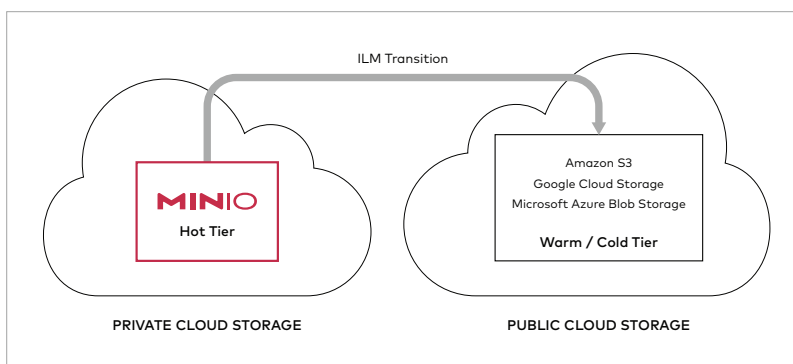 ILM Transition
MINIO
Hot Tier
Amazon S3
Google Cloud Storage
Microsoft Azure Blob Storage
Warm / Cold Tier
PRIVATE CLOUD STORAGE
PUBLIC CLOUD STORAGE